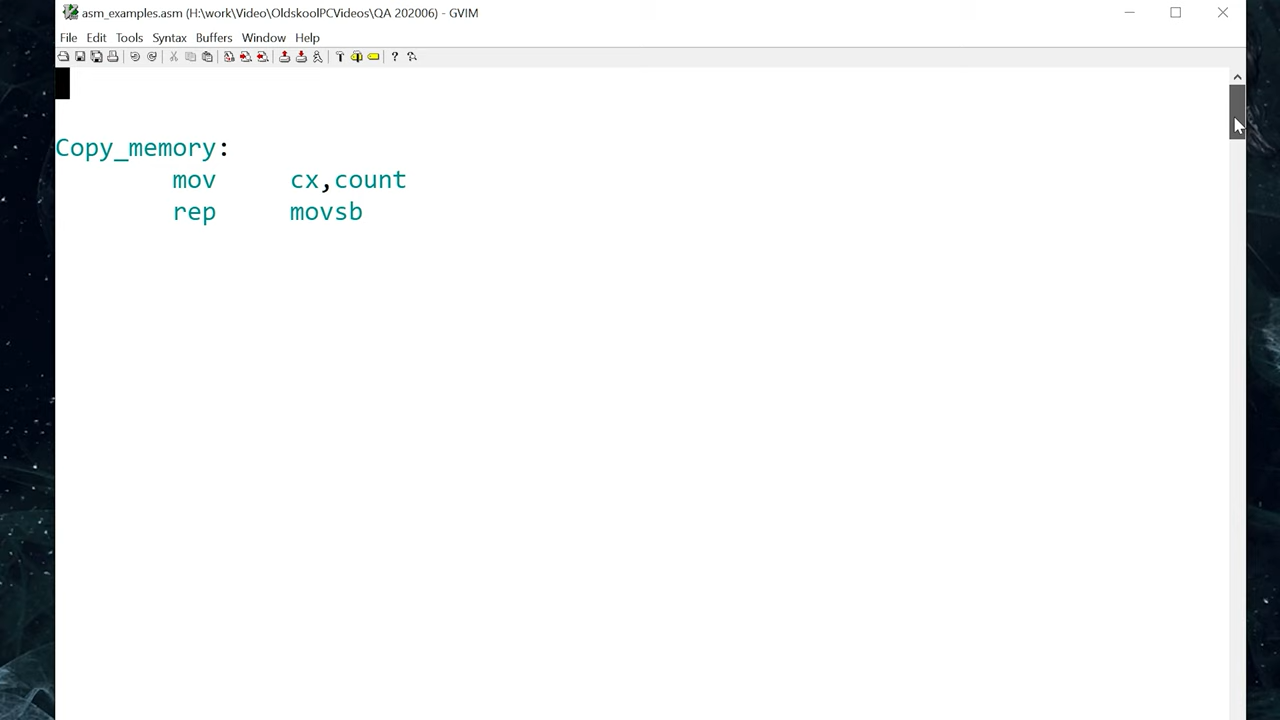 asm_examples.asm (H:\work\Video\OldskoolPCVideos\QA 202006) - GVIM
File Edit Tools Syntax Buffers Window Help
Copy_memory:
mov cx,count
rep movsb